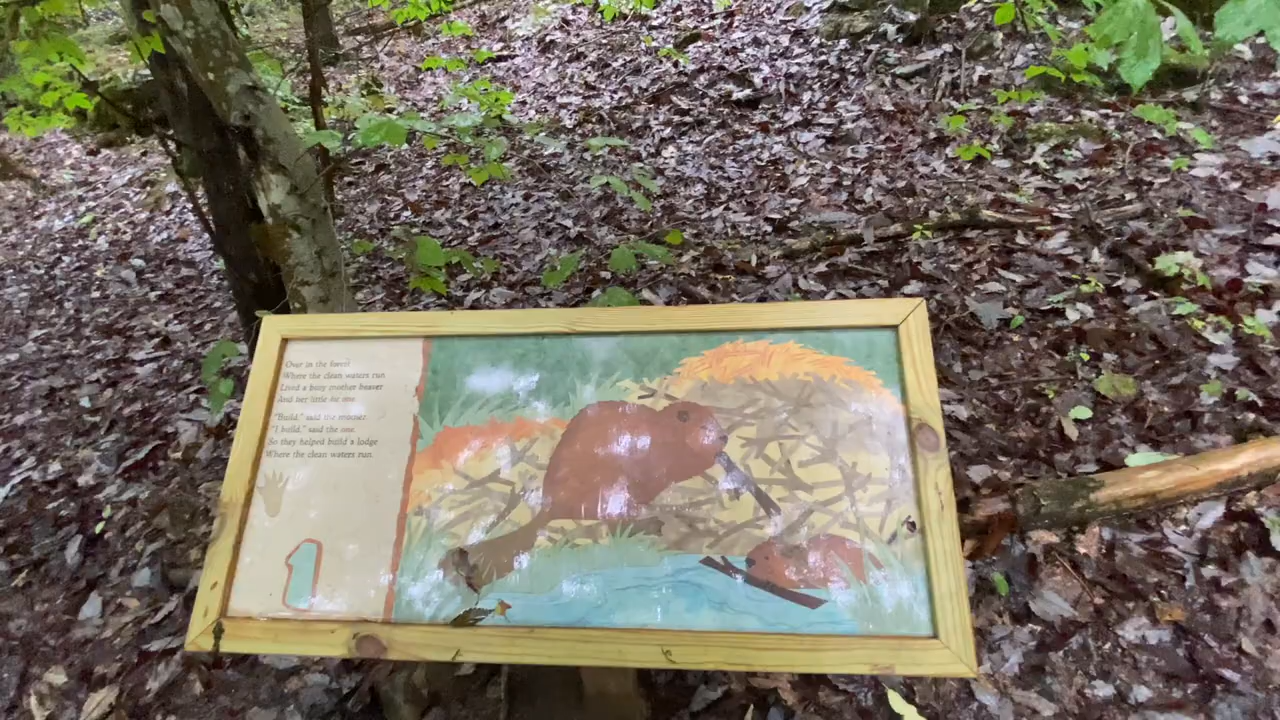 Over in the forest
Where the clean waters run
Lived a busy mother beaver
And her little kit one.
"Build," said the mother.
"I build," said the one.
So they helped build a lodge
Where the clean waters run.
1